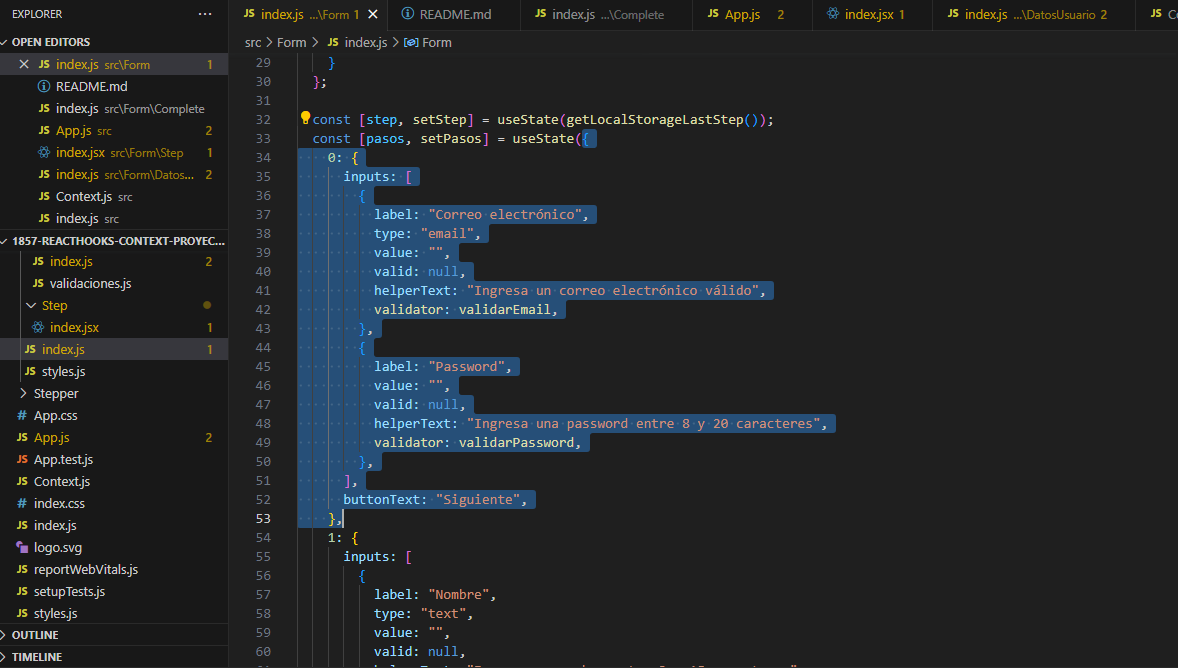 EXPLORER ···
JS index.js ...\Form 1 × README.md JS index.js ...\Complete JS App.js 2 index.jsx 1 JS index.js ...\DatosUsuario 2 JS
OPEN EDITORS
× JS index.js src\Form 1
README.md
JS index.js src\Form\Complete
JS App.js src 2
index.jsx src\Form\Step 1
JS index.js src\Form\Datos... 2
JS Context.js src
JS index.js src
1857-REACTHOOKS-CONTEXT-PROYEC...
JS index.js 2
JS validaciones.js
Step
index.jsx 1
JS index.js 1
JS styles.js
Stepper
# App.css
JS App.js 2
JS App.test.js
JS Context.js
# index.css
JS index.js
logo.svg
JS reportWebVitals.js
JS setupTests.js
JS styles.js
OUTLINE
TIMELINE
src > Form > JS index.js > Form
29 }
30 };
31
32 const [step, setStep] = useState(getLocalStorageLastStep());
33 const [pasos, setPasos] = useState({
34 0: {
35 inputs: [
36 {
37 label: "Correo electrónico",
38 type: "email",
39 value: "",
40 valid: null,
41 helperText: "Ingresa un correo electrónico válido",
42 validator: validarEmail,
43 },
44 {
45 label: "Password",
46 value: "",
47 valid: null,
48 helperText: "Ingresa una password entre 8 y 20 caracteres",
49 validator: validarPassword,
50 },
51 ],
52 buttonText: "Siguiente",
53 },
54 1: {
55 inputs: [
56 {
57 label: "Nombre",
58 type: "text",
59 value: "",
60 valid: null,